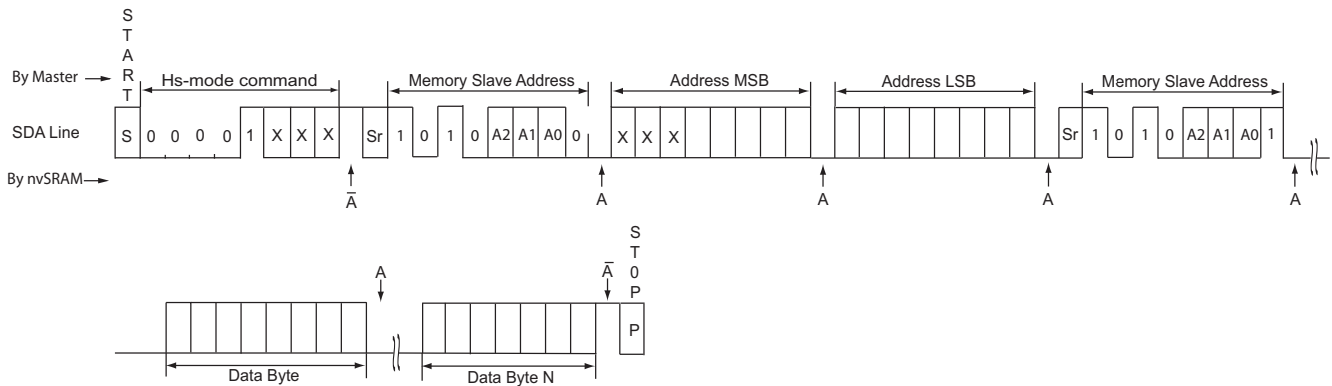 START
By Master
Hs-mode command
Memory Slave Address
Address MSB
Address LSB
Memory Slave Address
SDA Line
S 0 0 0 0 1 X X X Sr 1 0 1 0 A2 A1 A0 0 X X X Sr 1 0 1 0 A2 A1 A0 1
By nvSRAM
A̅ A A A A
A A̅
ST0P
P
Data Byte
Data Byte N